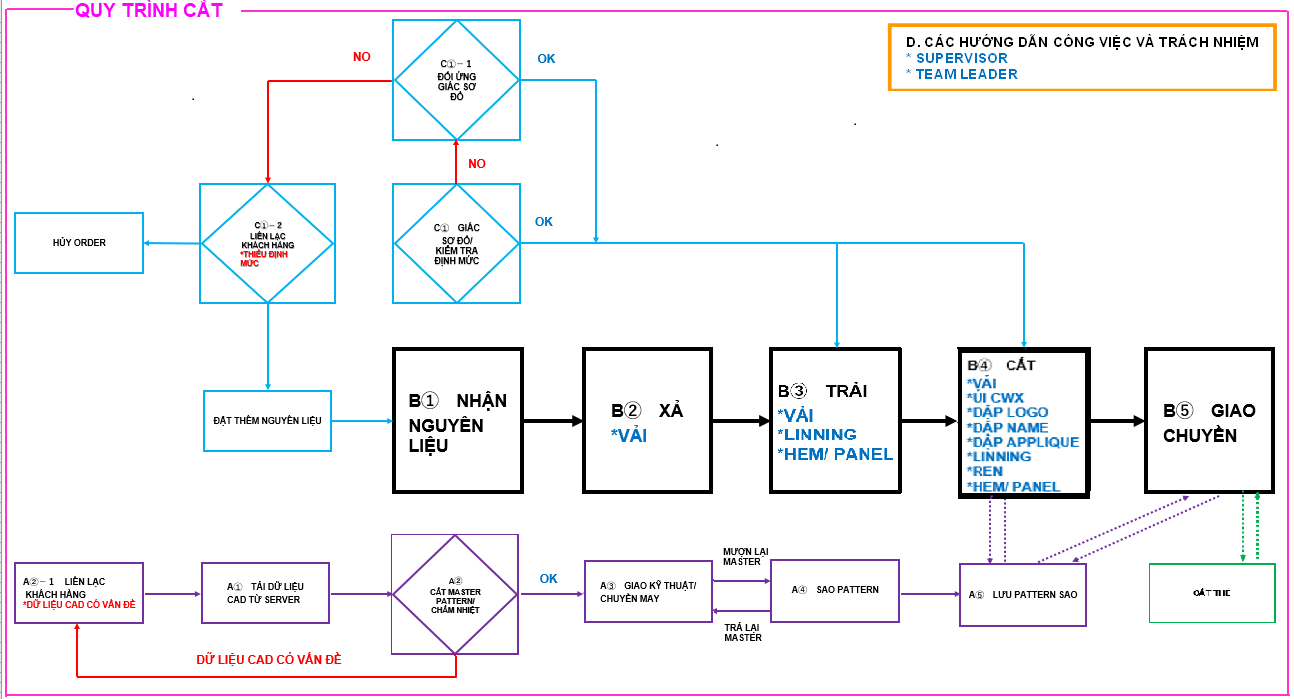 QUY TRÌNH CẮT
D. CÁC HƯỚNG DẪN CÔNG VIỆC VÀ TRÁCH NHIỆM
* SUPERVISOR
* TEAM LEADER
NO
C①－1
ĐỐI ỨNG
GIÁC SƠ
ĐỒ
OK
NO
C①－2
LIÊN LẠC
KHÁCH HÀNG
*THIẾU ĐỊNH
MỨC
HỦY ORDER
C① GIÁC
SƠ ĐỒ/
KIỂM TRA
ĐỊNH MỨC
OK
ĐẶT THÊM NGUYÊN LIỆU
B① NHẬN
NGUYÊN
LIỆU
B② XẢ
*VẢI
B③ TRẢI
*VẢI
*LINNING
*HEM/ PANEL
B④ CẮT
*VẢI
*ỦI CWX
*DẬP LOGO
*DẬP NAME
*DẬP APPLIQUE
*LINNING
*REN
*HEM/ PANEL
B⑤ GIAO
CHUYỀN
A②－1 LIÊN LẠC
KHÁCH HÀNG
*DỮ LIỆU CAD CÓ VẤN ĐỀ
A① TẢI DỮ LIỆU
CAD TỪ SERVER
A②
CẮT MASTER
PATTERN/
CHẤM NHIỆT
OK
A③ GIAO KỸ THUẬT/
CHUYỀN MAY
MƯỢN LẠI
MASTER
TRẢ LẠI
MASTER
A④ SAO PATTERN
A⑤ LƯU PATTERN SAO
DỮ LIỆU CAD CÓ VẤN ĐỀ